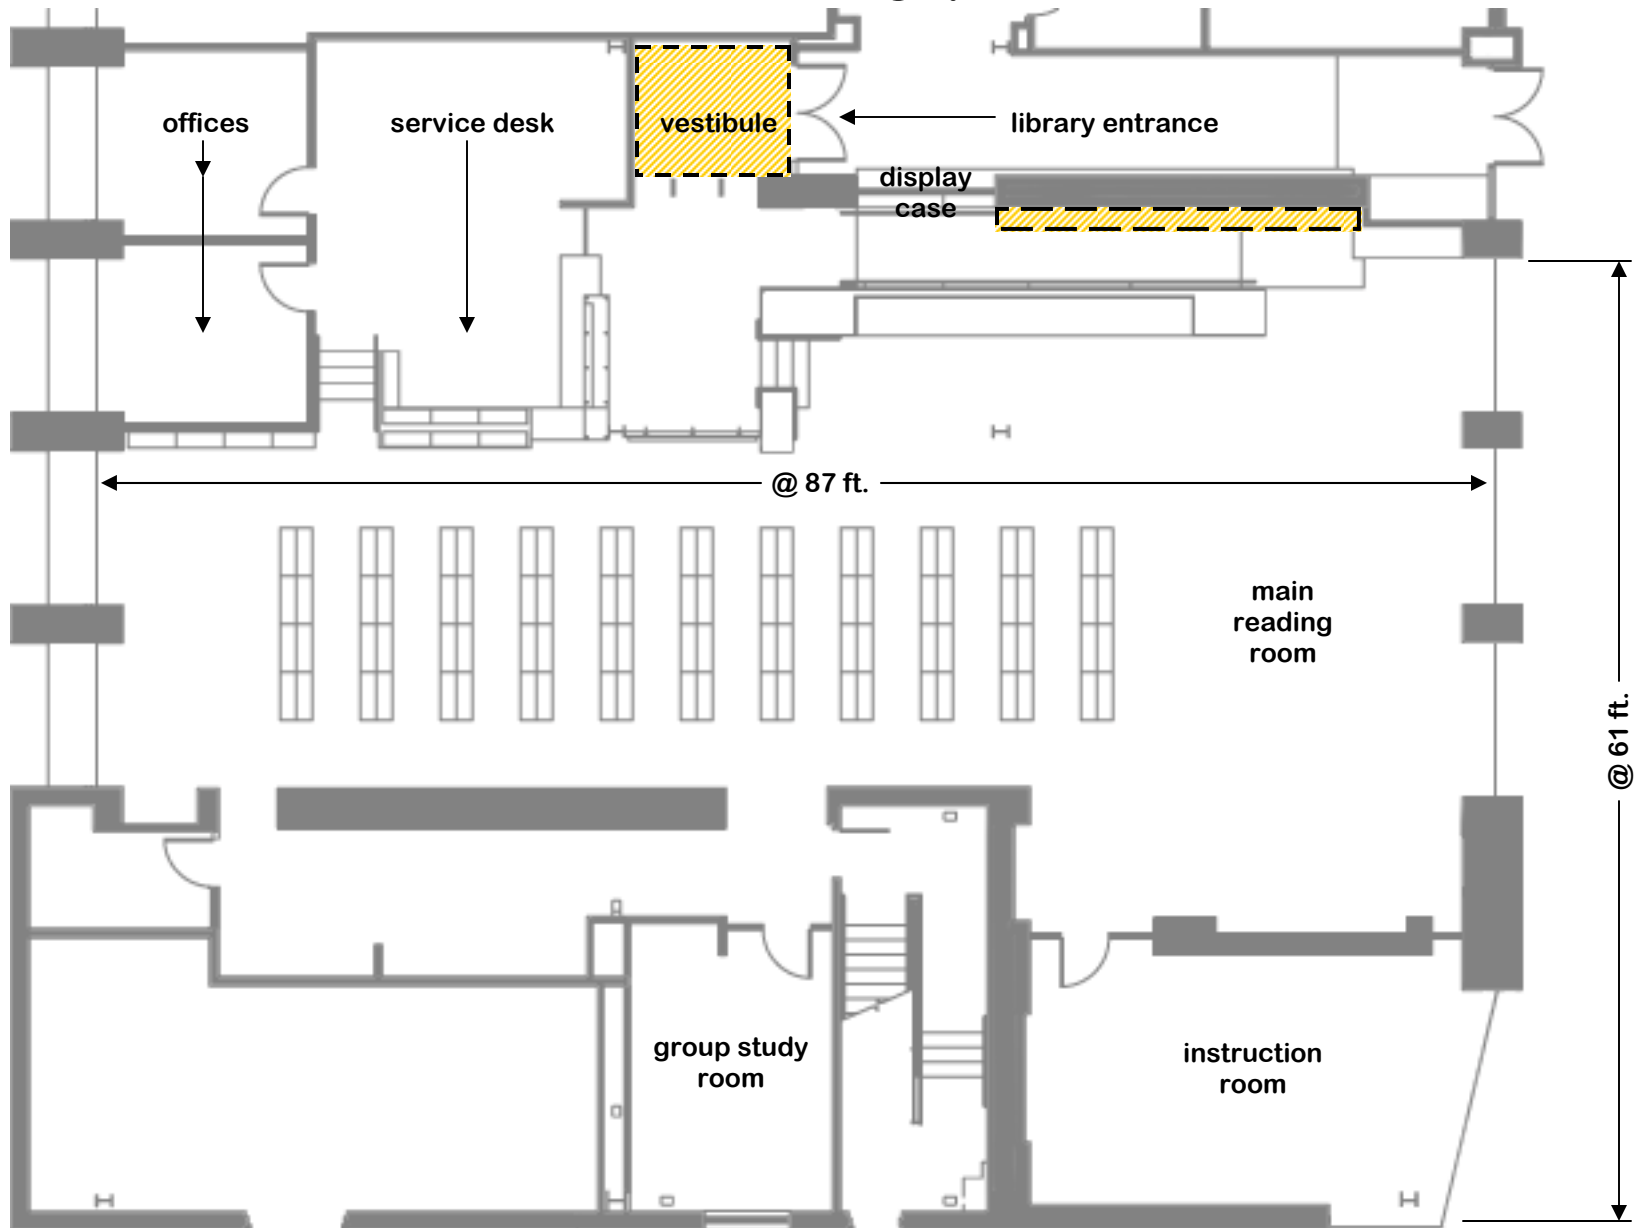 offices
service desk
vestibule
library entrance
display
case
@ 87 ft.
main
reading
room
@ 61 ft.
group study
room
instruction
room